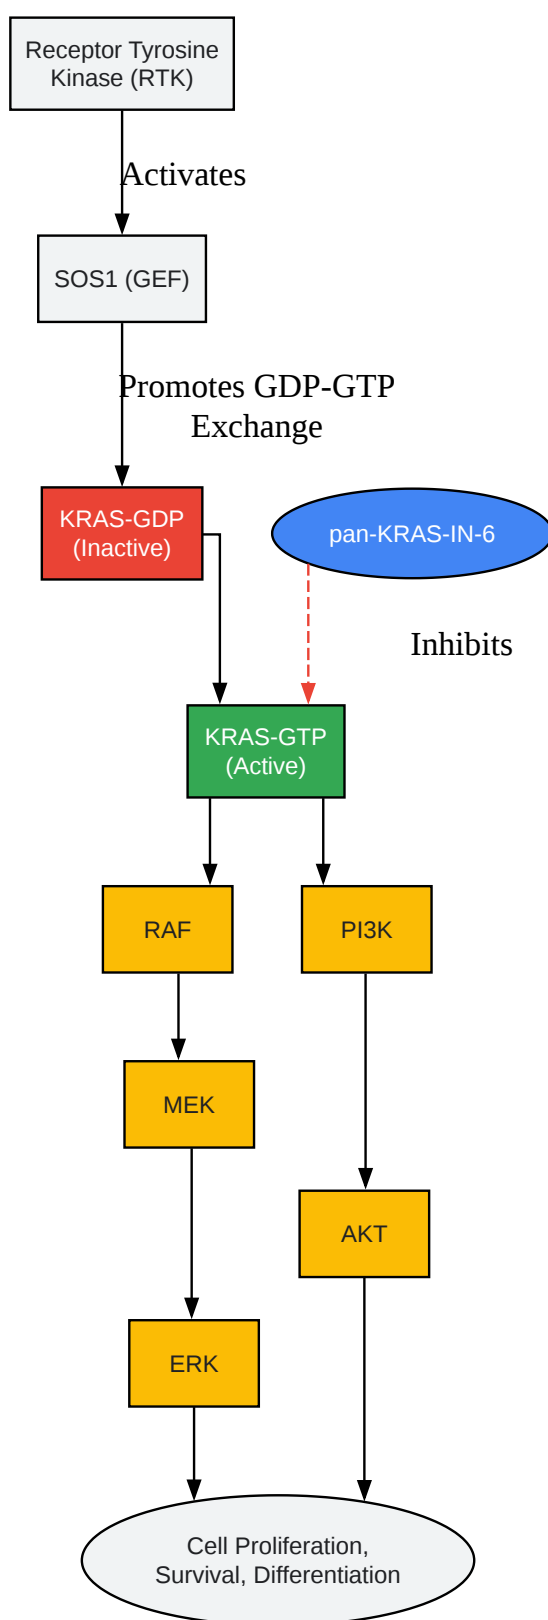 Receptor Tyrosine
Kinase (RTK)
Activates
SOS1 (GEF)
Promotes GDP-GTP
Exchange
KRAS-GDP
(Inactive)
pan-KRAS-IN-6
Inhibits
KRAS-GTP
(Active)
RAF
PI3K
MEK
AKT
ERK
Cell Proliferation,
Survival, Differentiation